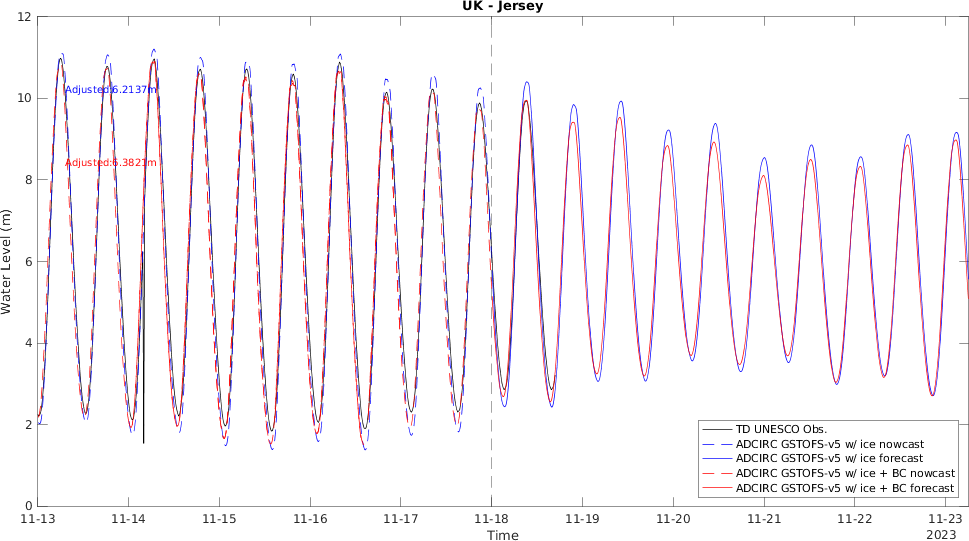 UK - Jersey
12
10
8
6
4
2
0
Water Level (m)
Adjusted:6.2137m
Adjusted:6.3821m
TD UNESCO Obs.
ADCIRC GSTOFS-v5 w/ ice nowcast
ADCIRC GSTOFS-v5 w/ ice forecast
ADCIRC GSTOFS-v5 w/ ice + BC nowcast
ADCIRC GSTOFS-v5 w/ ice + BC forecast
11-13 11-14 11-15 11-16 11-17 11-18 11-19 11-20 11-21 11-22 11-23
Time
2023